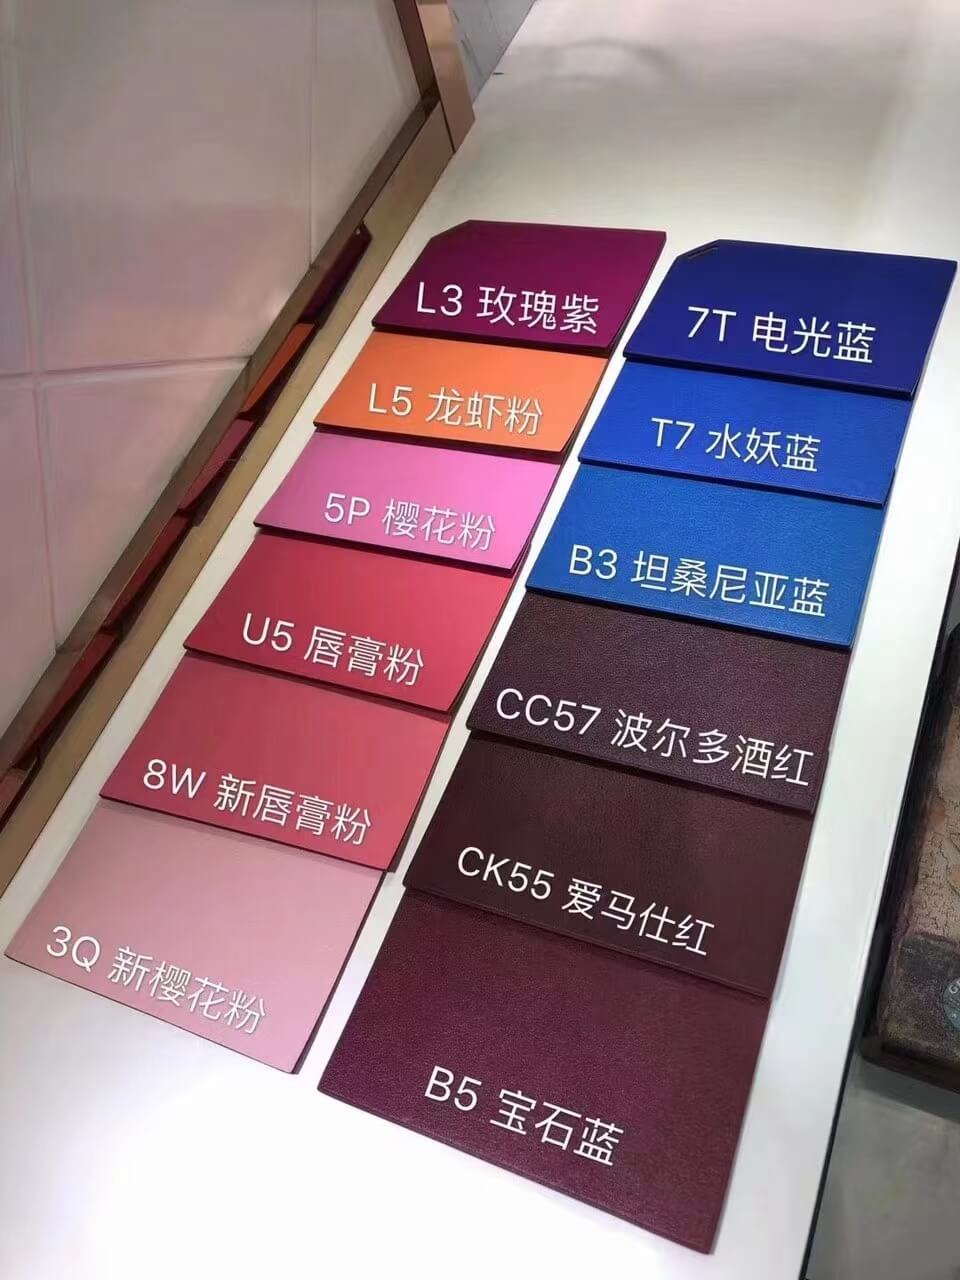 L3 玫瑰紫
L5 龙虾粉
5P 樱花粉
U5 唇膏粉
8W 新唇膏粉
3Q 新樱花粉
7T 电光蓝
T7 水妖蓝
B3 坦桑尼亚蓝
CC57 波尔多酒红
CK55 爱马仕红
B5 宝石蓝